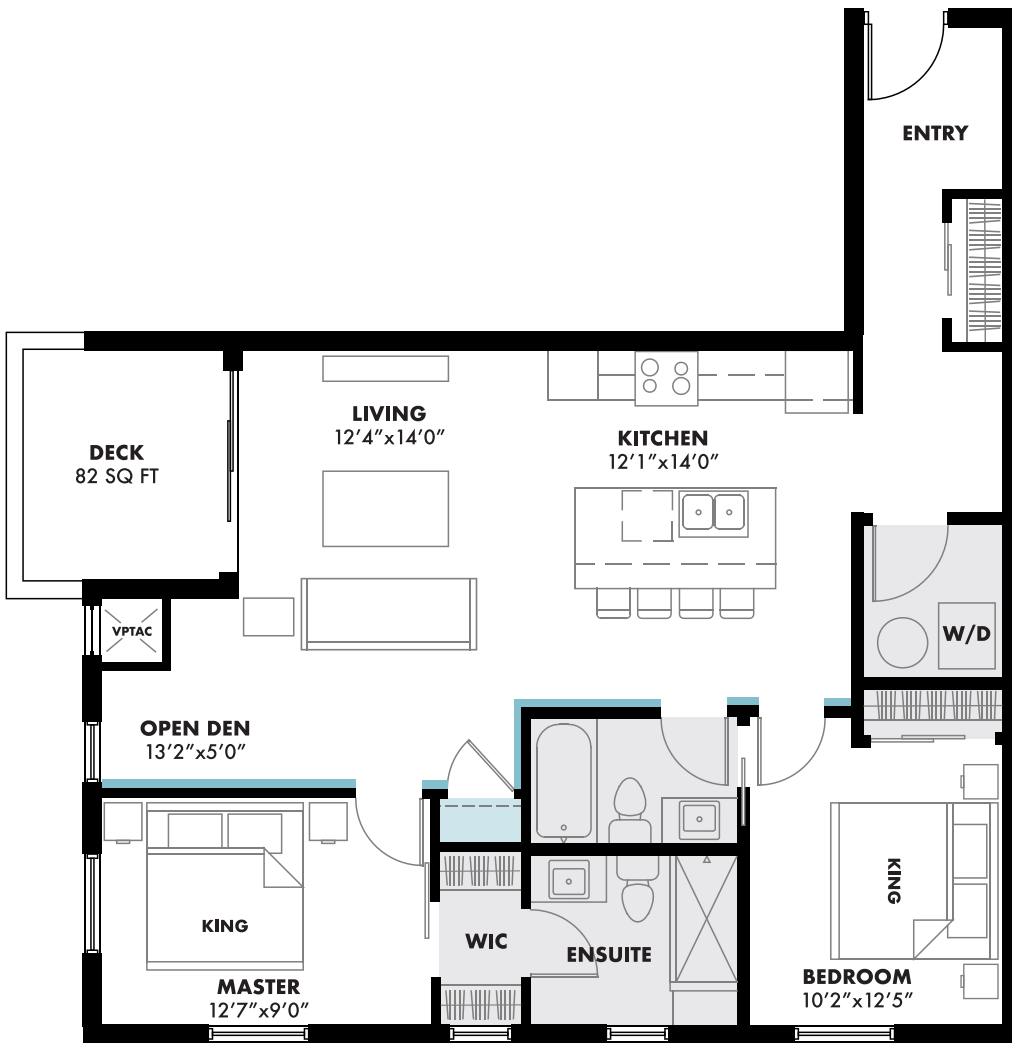 ENTRY
LIVING
12'4"x14'0"
KITCHEN
12'1"x14'0"
DECK
82 SQ FT
VPTAC
W/D
OPEN DEN
13'2"x5'0"
KING
KING
WIC
ENSUITE
MASTER
12'7"x9'0"
BEDROOM
10'2"x12'5"